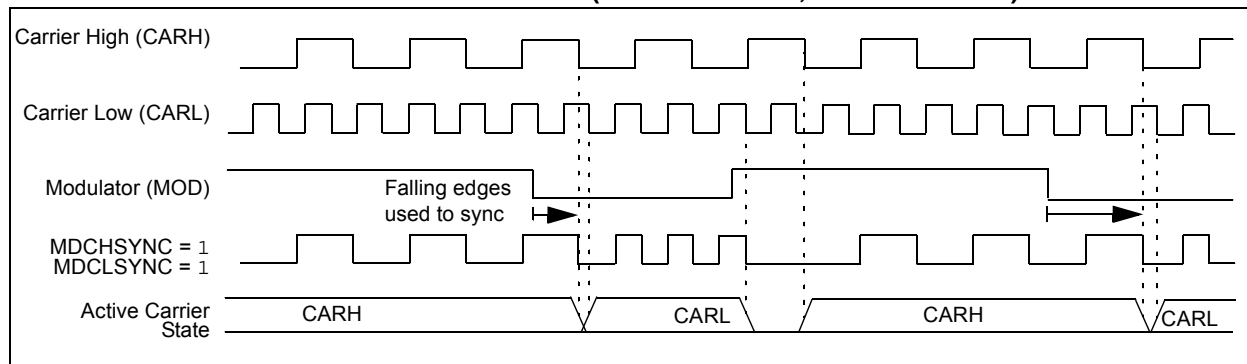 Carrier High (CARH)
Carrier Low (CARL)
Modulator (MOD)
Falling edges
used to sync
MDCHSYNC = 1
MDCLSYNC = 1
Active Carrier
State
CARH
CARL
CARH
CARL